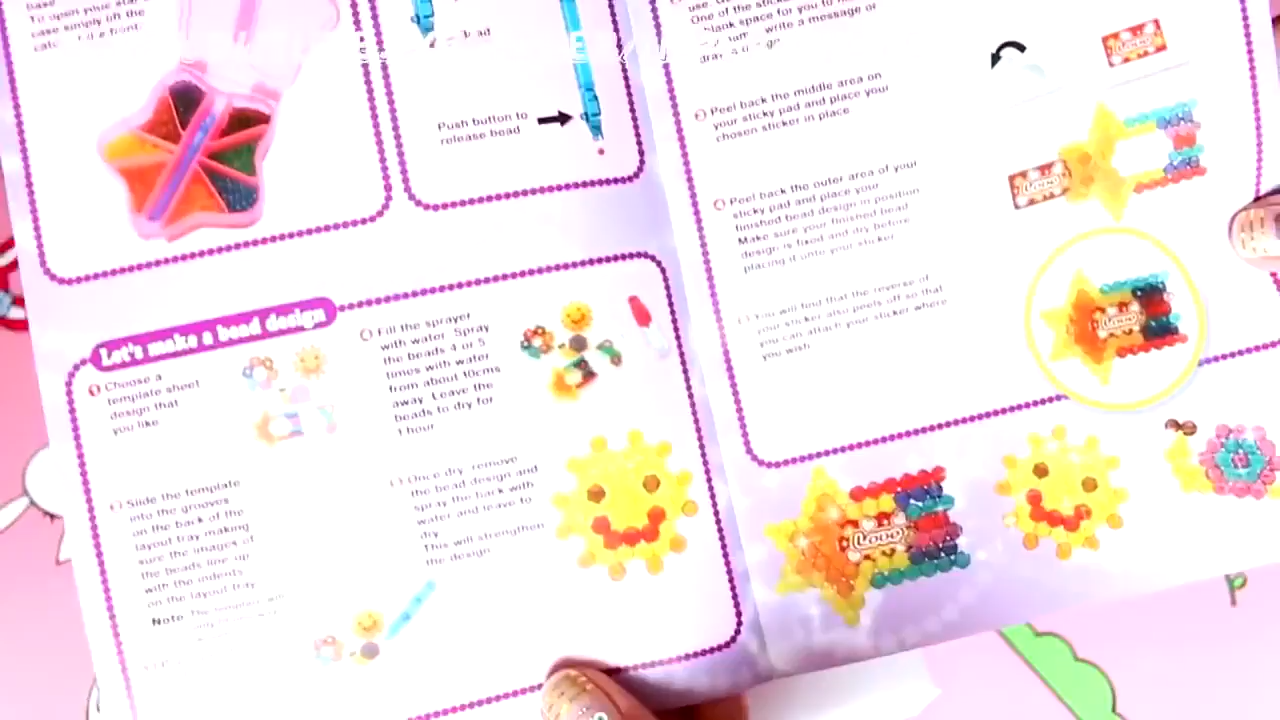 base.
To open your star
case simply lift the
Push button to
release bead
Let's make a bead design
Choose a
template sheet
design that
you like
Slide the template
into the grooves
on the back of the
layout tray making
sure the images of
the beads line up
with the indents
on the layout tray
Note The template will
Fill the sprayer
with water. Spray
the beads 4 or 5
times with water
from about 10cms
away. Leave the
beads to dry for
1 hour
Once dry, remove
the bead design and
spray the back with
water and leave to
dry
This will strengthen
the design
One of the
blank space for you to
write a message or
Peel back the middle area on
your sticky pad and place your
chosen sticker in place
Peel back the outer area of your
sticky pad and place your
finished bead design in position
Make sure your finished bead
design is fixed and dry before
placing it onto your sticker
You will find that the reverse of
your sticker also peels off so that
you can attach your sticker where
you wish